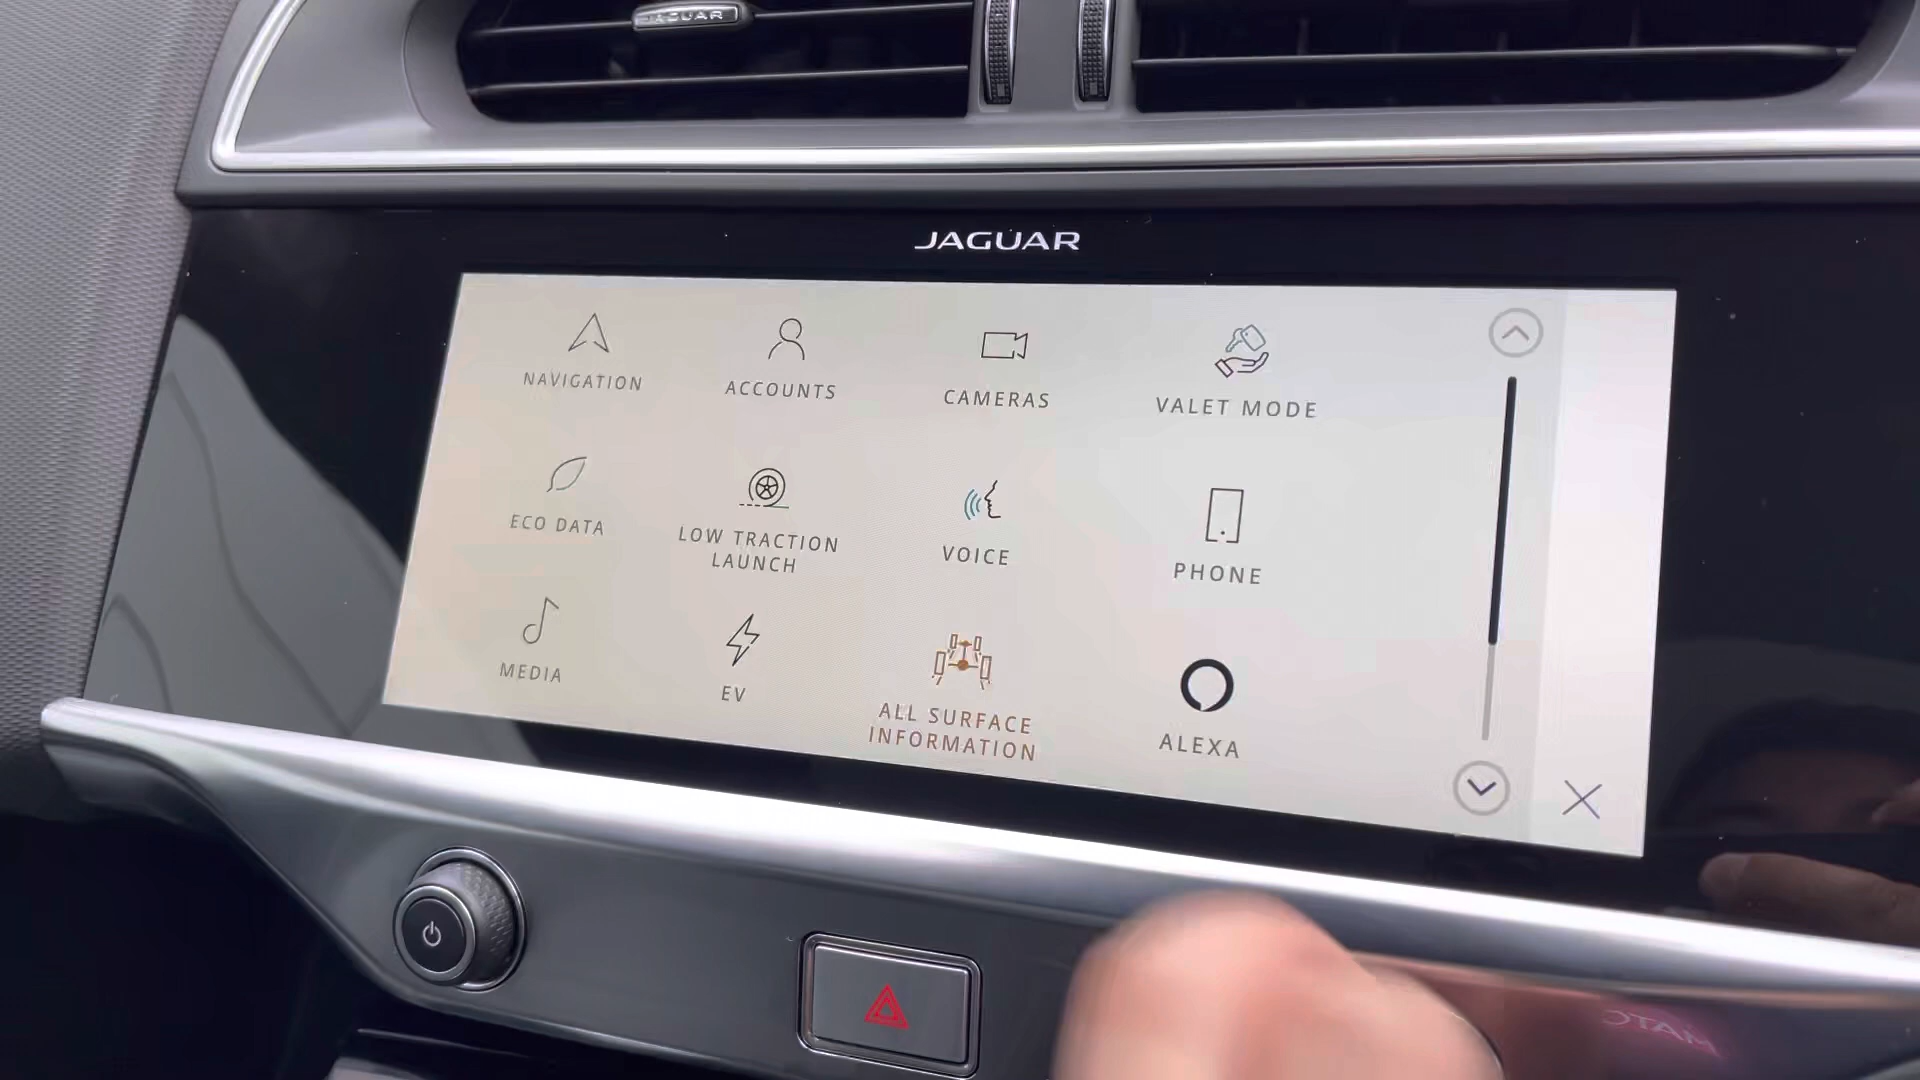 JAGUAR
JAGUAR
NAVIGATION
ACCOUNTS
CAMERAS
VALET MODE
ECO DATA
LOW TRACTION
LAUNCH
VOICE
PHONE
MEDIA
EV
ALL SURFACE
INFORMATION
ALEXA